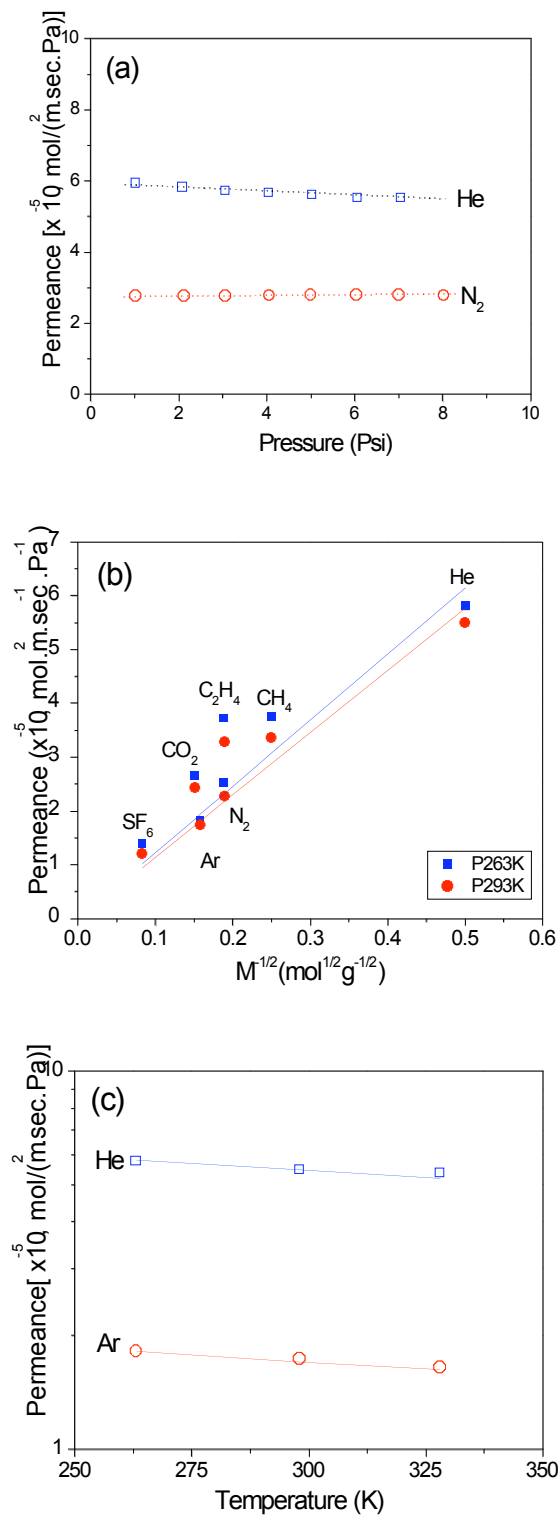 (a)
Permeance [x 10⁻⁵, mol/(m².sec.Pa)]
10
8
6
4
2
0
He
N₂
0 2 4 6 8 10
Pressure (Psi)
(b)
Permeance (x10⁻⁵, mol.m⁻².sec⁻¹.Pa⁻¹)
7
6
5
4
3
2
1
0
He
C₂H₄
CH₄
CO₂
SF₆
N₂
Ar
P263K
P293K
0.0 0.1 0.2 0.3 0.4 0.5 0.6
M⁻¹/²(mol¹/²g⁻¹/²)
(c)
Permeance[ x10⁻⁵, mol/(m².sec.Pa)]
10
He
Ar
1
250 275 300 325 350
Temperature (K)